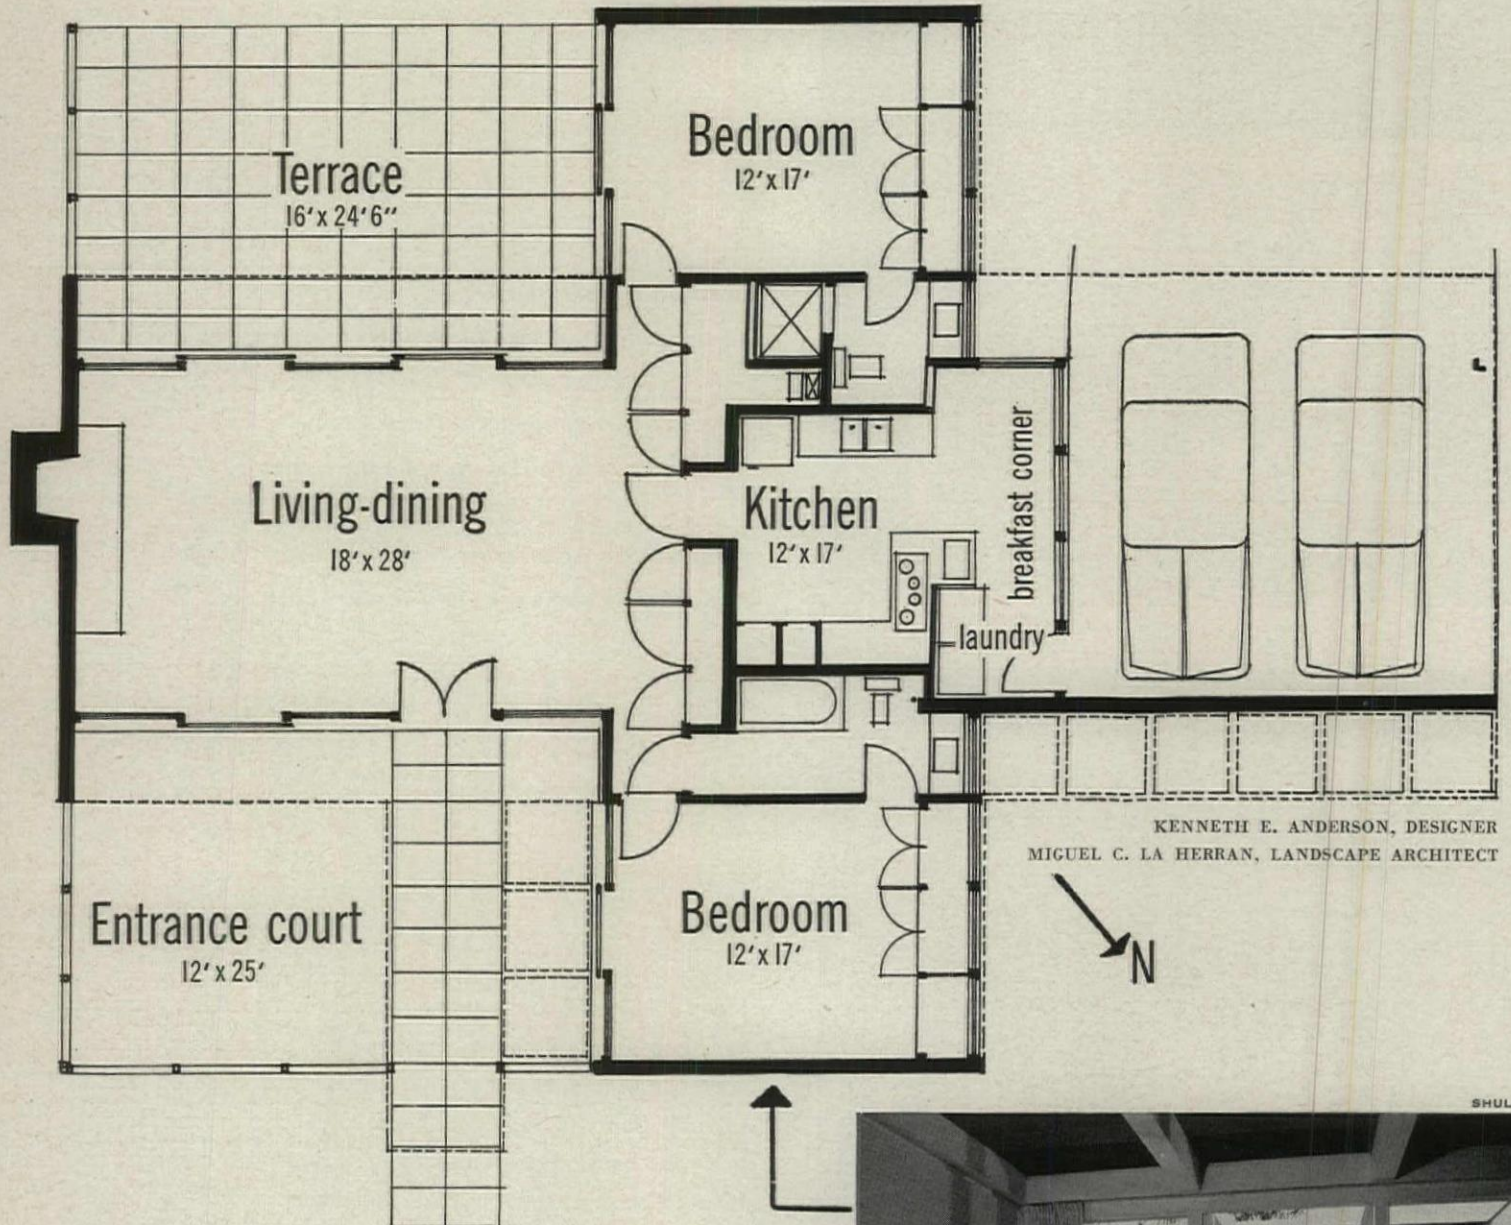 Bedroom
12'x 17'
Terrace
16'x 24'6"
Living-dining
18'x 28'
Kitchen
12'x 17'
breakfast corner
laundry
KENNETH E. ANDERSON, DESIGNER
MIGUEL C. LA HERRAN, LANDSCAPE ARCHITECT
Entrance court
12'x 25'
Bedroom
12'x 17'
N